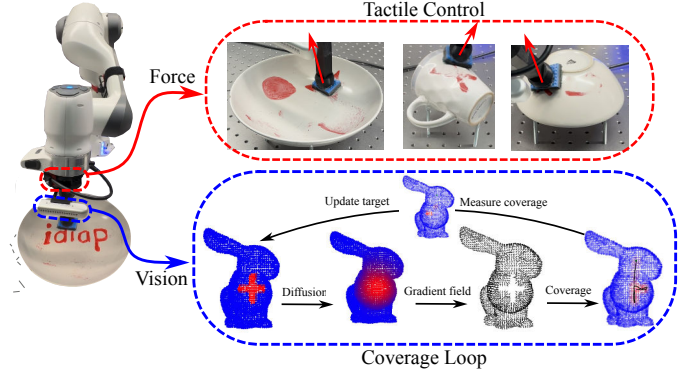 Tactile Control
Force
idiap
Vision
Update target
Measure coverage
Diffusion
Gradient field
Coverage
Coverage Loop